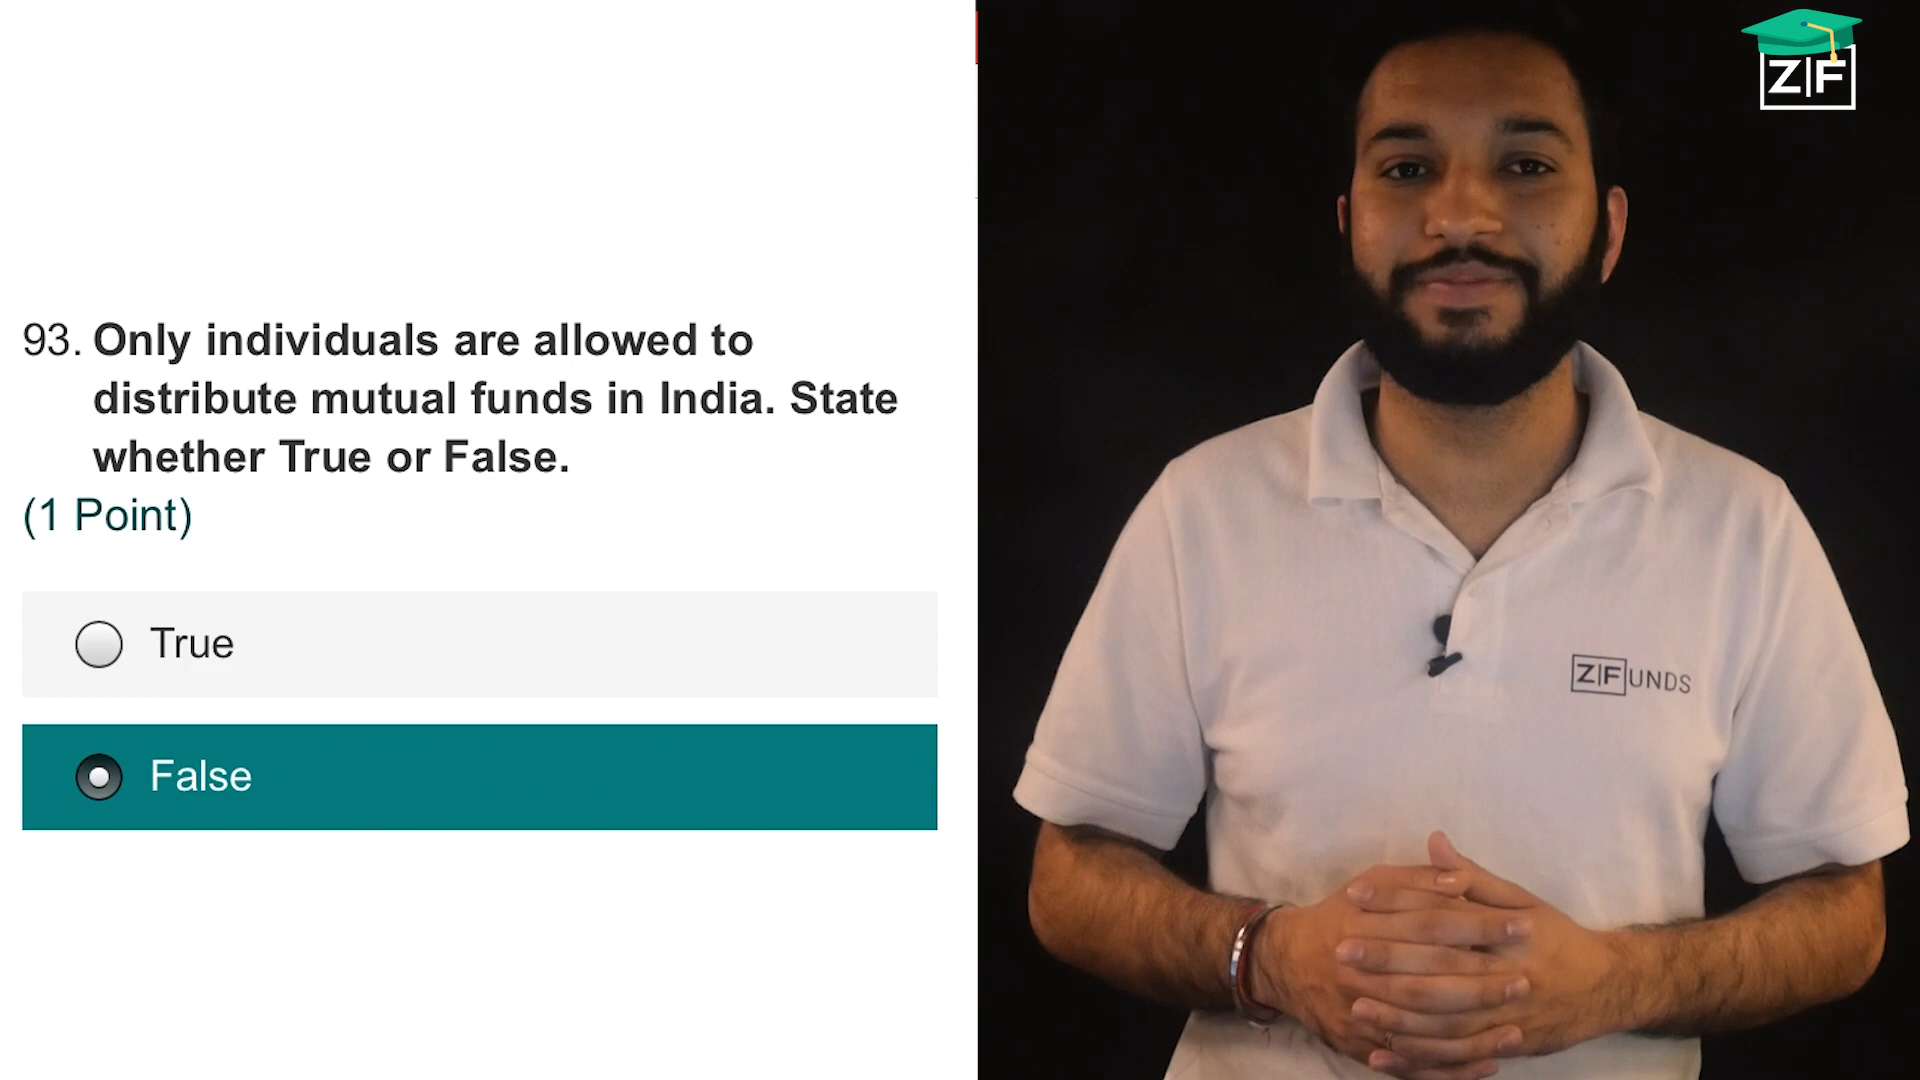 93. Only individuals are allowed to
distribute mutual funds in India. State
whether True or False.
(1 Point)
True
False
Z|F
Z|FUNDS